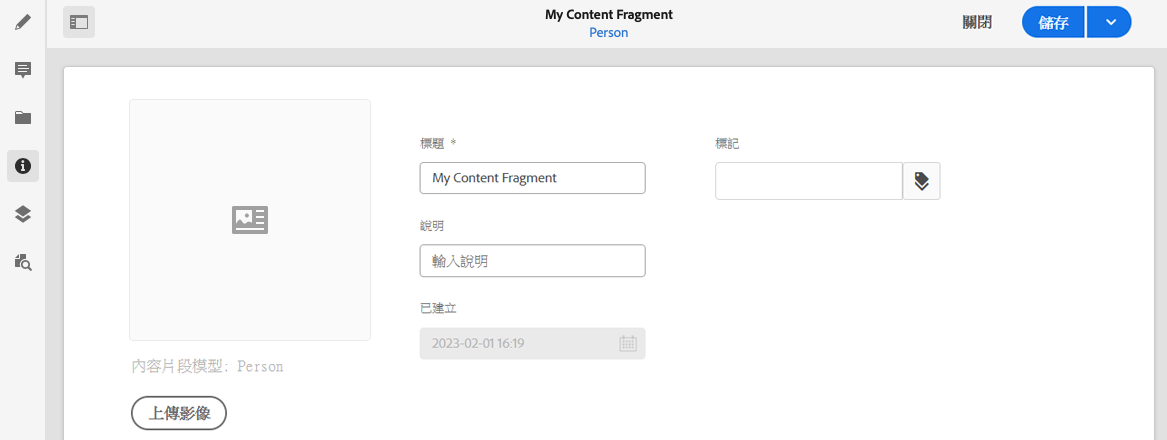 My Content Fragment
Person
關閉
儲存
標題 *
標記
My Content Fragment
說明
輸入說明
已建立
2023-02-01 16:19
內容片段模型: Person
上傳影像